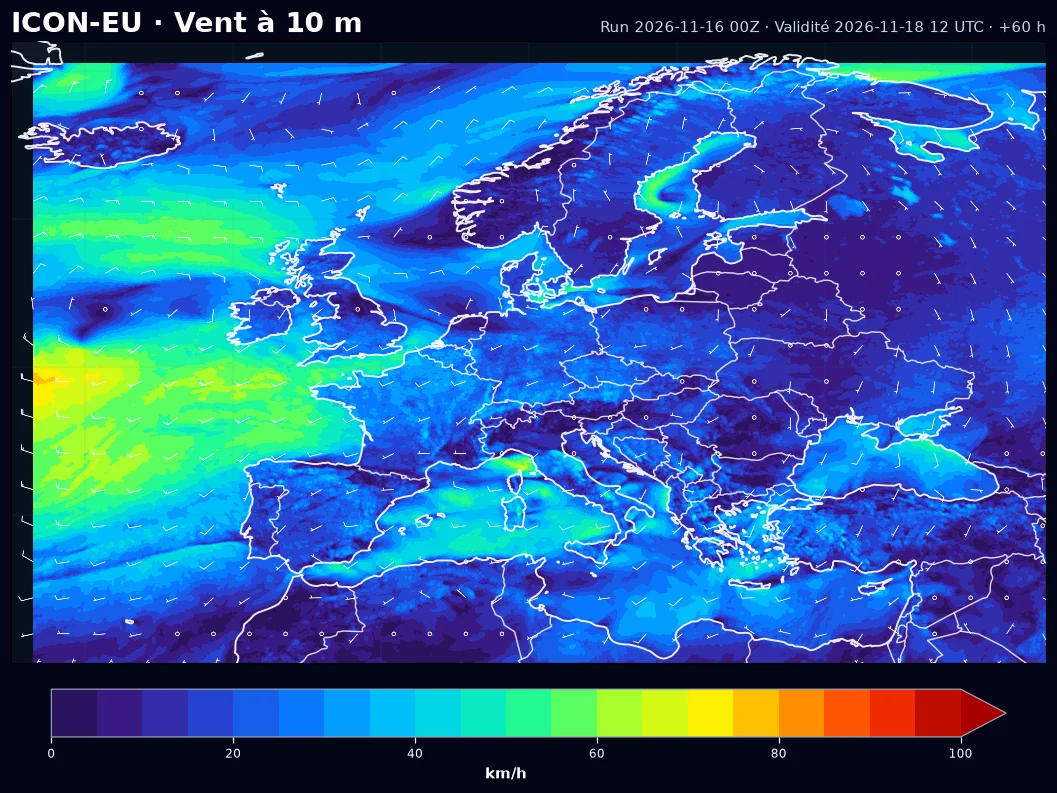 ICON-EU · Vent à 10 m
Run 2026-11-16 00Z · Validité 2026-11-18 12 UTC · +60 h
0 20 40 60 80 100
km/h